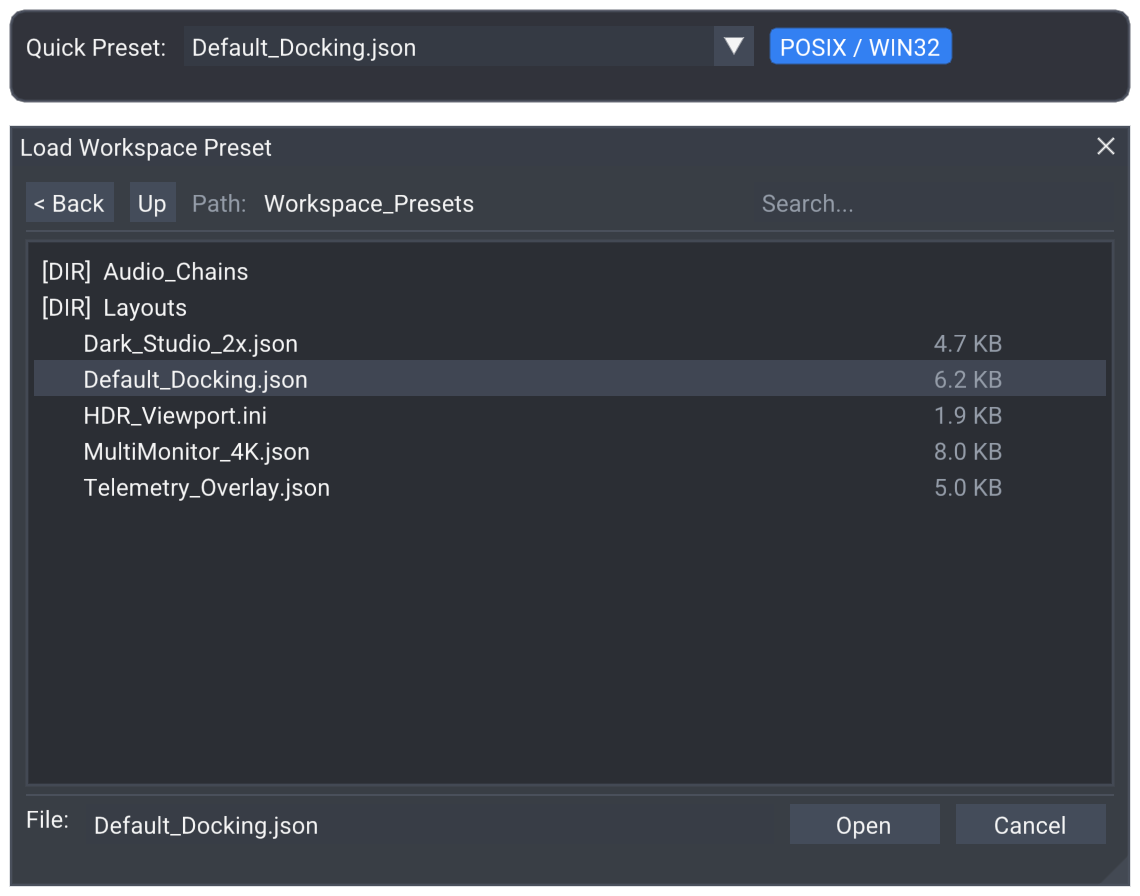 Quick Preset: Default_Docking.json ▼ POSIX / WIN32
Load Workspace Preset ×
< Back Up Path: Workspace_Presets Search...
[DIR] Audio_Chains
[DIR] Layouts
Dark_Studio_2x.json 4.7 KB
Default_Docking.json 6.2 KB
HDR_Viewport.ini 1.9 KB
MultiMonitor_4K.json 8.0 KB
Telemetry_Overlay.json 5.0 KB
File: Default_Docking.json Open Cancel